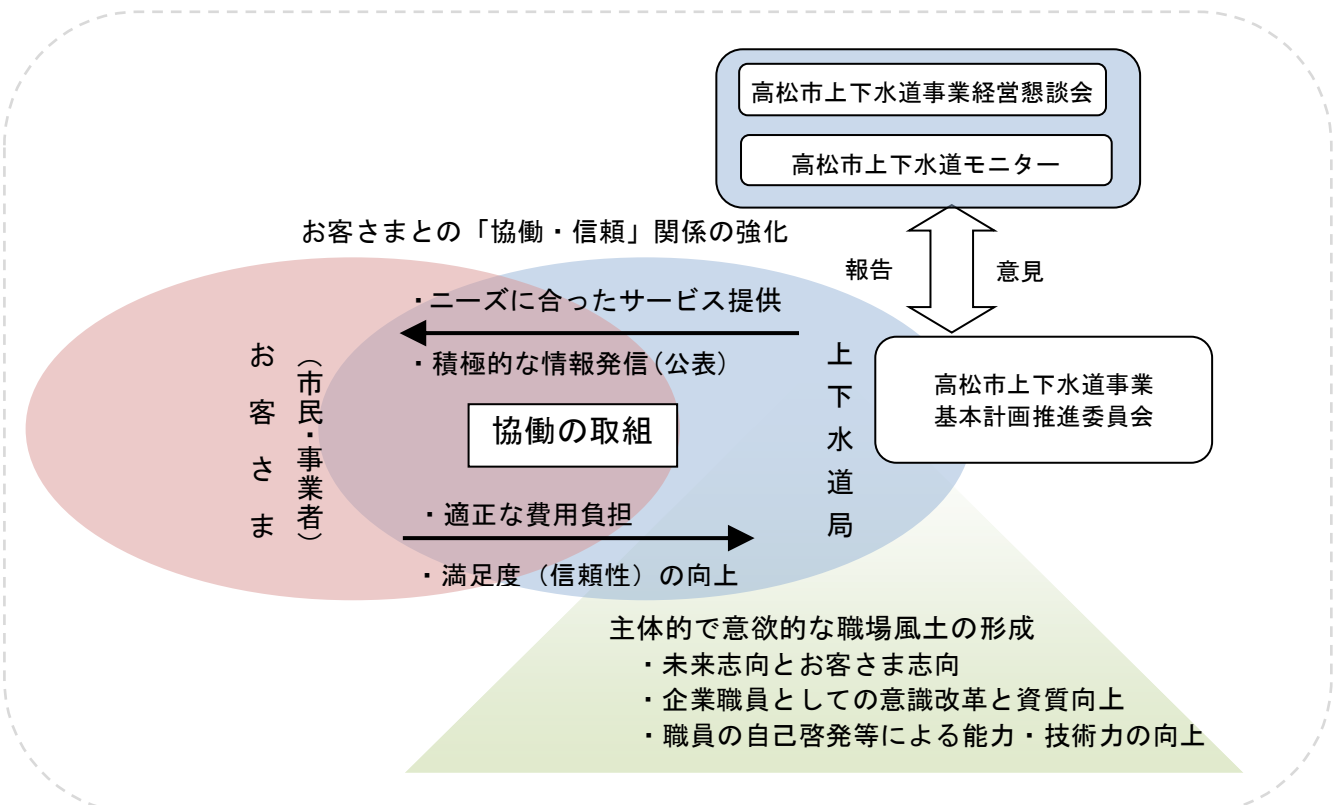 高松市上下水道事業経営懇談会
高松市上下水道モニター
お客さまとの「協働・信頼」関係の強化
報告
意見
・ニーズに合ったサービス提供
・積極的な情報発信(公表)
お客さま
(市民・事業者)
協働の取組
上下水道局
高松市上下水道事業
基本計画推進委員会
・適正な費用負担
・満足度(信頼性)の向上
主体的で意欲的な職場風土の形成
・未来志向とお客さま志向
・企業職員としての意識改革と資質向上
・職員の自己啓発等による能力・技術力の向上